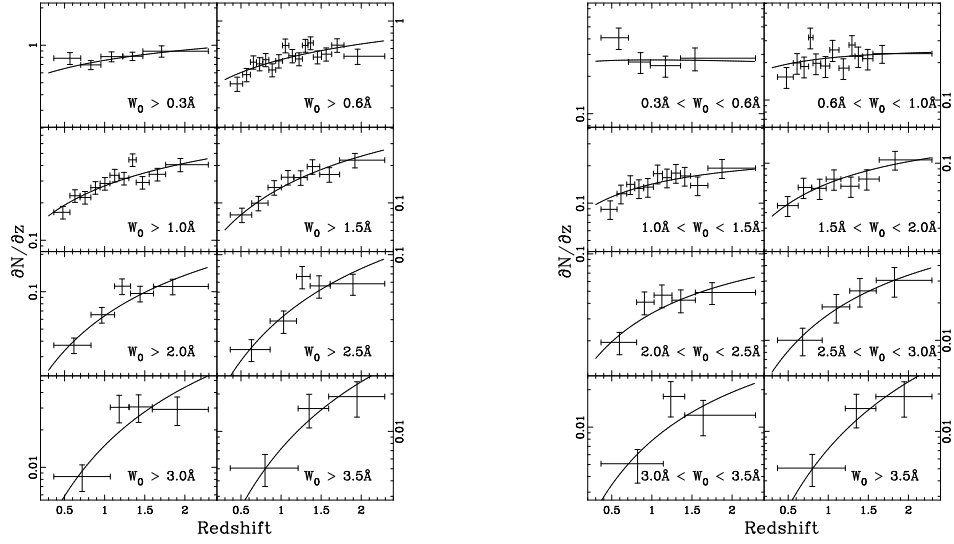 1
1
0.1
0.1
W0 > 0.3Å
W0 > 0.6Å
0.3Å < W0 < 0.6Å
0.6Å < W0 < 1.0Å
0.1
0.1
0.1
0.1
W0 > 1.0Å
W0 > 1.5Å
1.0Å < W0 < 1.5Å
1.5Å < W0 < 2.0Å
∂N/∂z
∂N/∂z
0.1
0.1
0.01
W0 > 2.0Å
W0 > 2.5Å
2.0Å < W0 < 2.5Å
2.5Å < W0 < 3.0Å
0.01
0.01
0.01
0.01
W0 > 3.0Å
W0 > 3.5Å
3.0Å < W0 < 3.5Å
W0 > 3.5Å
0.5 1 1.5 2 0.5 1 1.5 2
0.5 1 1.5 2 0.5 1 1.5 2
Redshift
Redshift